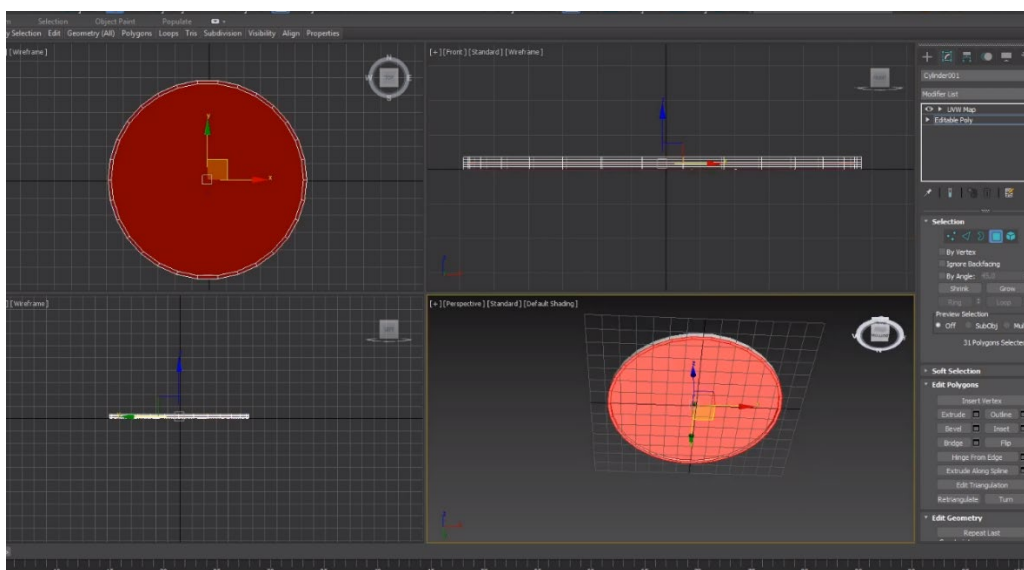 Selection Object Paint Populate
y Selection Edit Geometry (All) Polygons Loops Tris Subdivision Visibility Align Properties
[Wireframe]
[+] [Front] [Standard] [Wireframe]
Cylinder001
Modifier List
UVW Map
Editable Poly
Selection
By Vertex
Ignore Backfacing
By Angle: 45,0
Shrink Grow
Ring Loop
Preview Selection
Off SubObj Mul
31 Polygons Selected
[Wireframe]
[+] [Perspective] [Standard] [Default Shading]
Soft Selection
Edit Polygons
Insert Vertex
Extrude Outline
Bevel Inset
Bridge Flip
Hinge From Edge
Extrude Along Spline
Edit Triangulation
Retriangulate Turn
Edit Geometry
Repeat Last